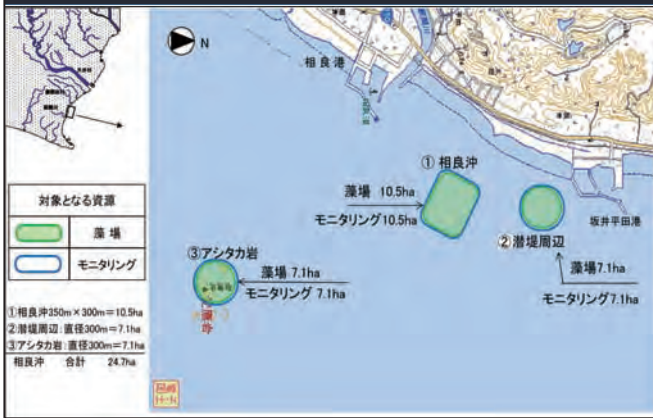 N
相良港
①相良沖
藻場 10.5ha
モニタリング10.5ha
坂井平田港
②潜堤周辺
藻場7.1ha
モニタリング7.1ha
③アシタカ岩
藻場 7.1ha
モニタリング 7.1ha
対象となる資源
藻場
モニタリング
①相良沖350m×300m＝10.5ha
②潜堤周辺：直径300m＝7.1ha
③アシタカ岩：直径300m＝7.1ha
相良沖 合計 24.7ha